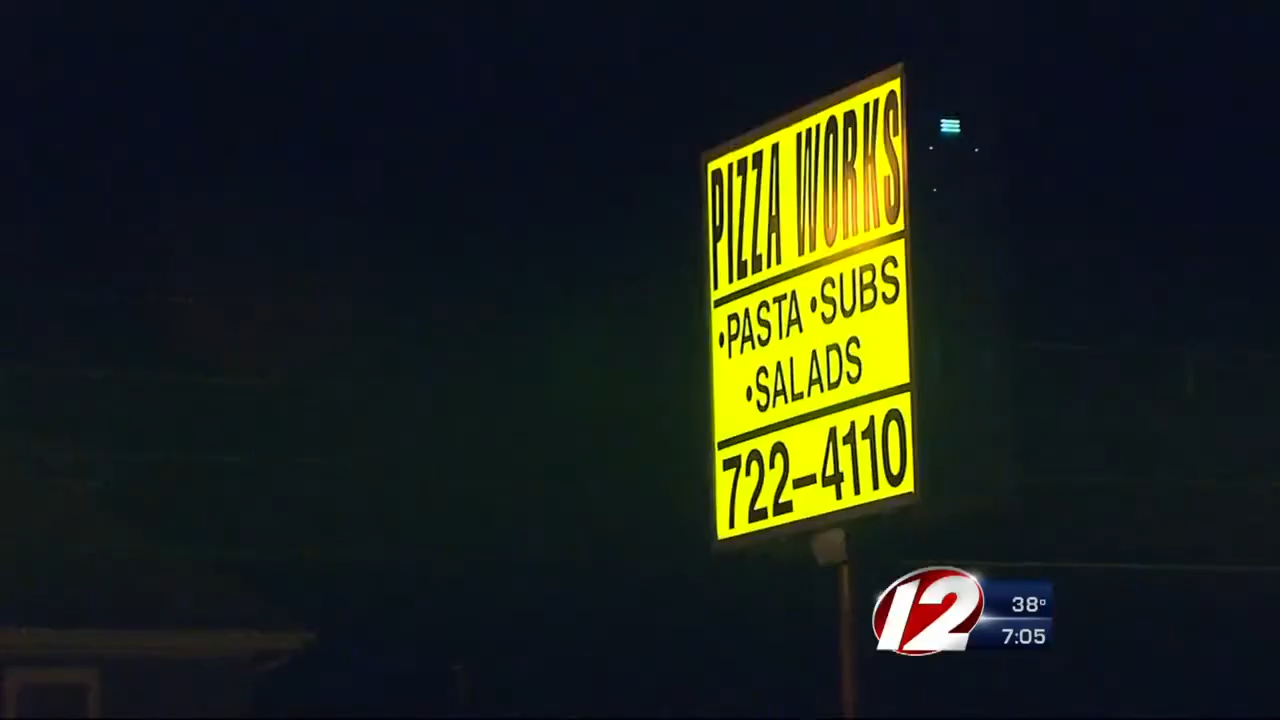 PIZZA WORKS
•PASTA •SUBS
•SALADS
722-4110
12
38°
7:05